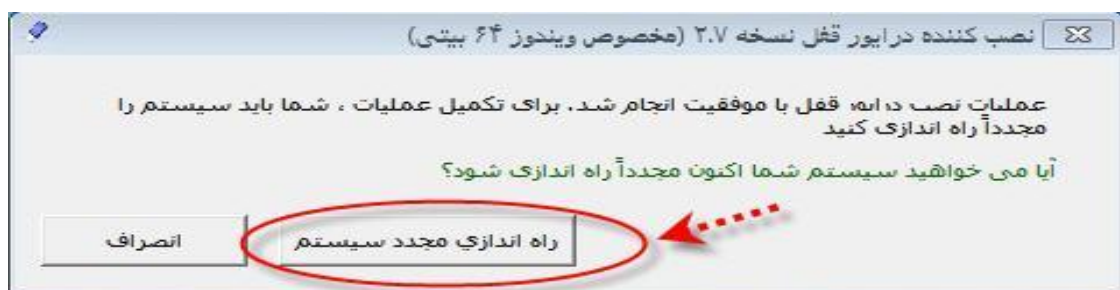 نصب کننده درایور قفل نسخه ۲.۷ (مخصوص ویندوز ۶۴ بیتی)
عملیات نصب درایور قفل با موفقیت انجام شد. برای تکمیل عملیات ، شما باید سیستم را
مجدداً راه اندازی کنید
آیا می خواهید سیستم شما اکنون مجدداً راه اندازی شود؟
راه اندازي مجدد سیستم
انصراف